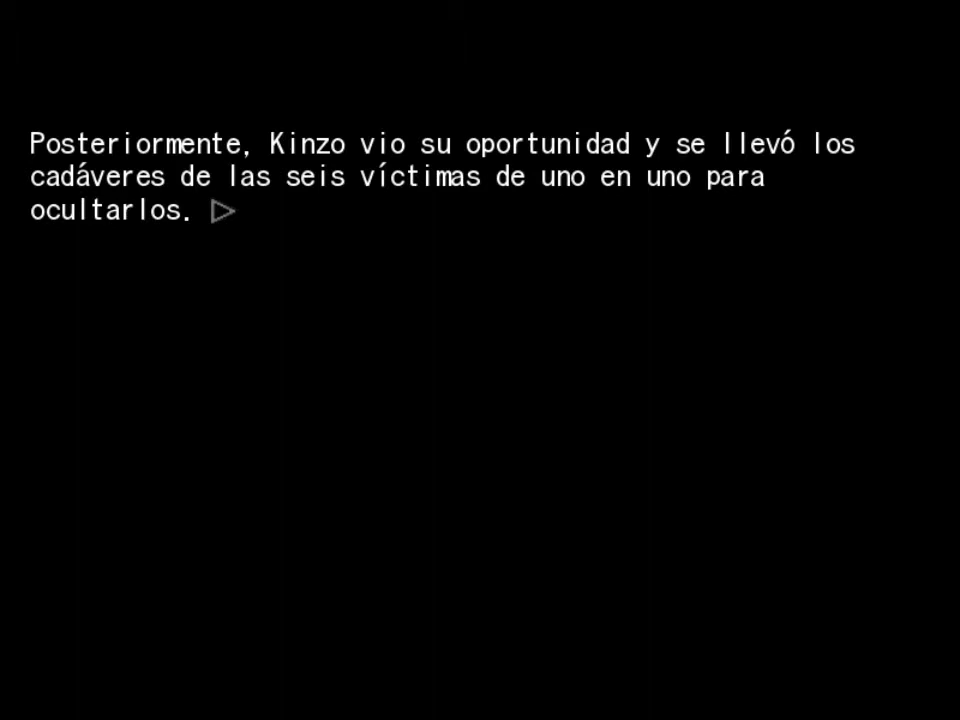 Posteriormente, Kinzo vio su oportunidad y se llevó los
cadáveres de las seis víctimas de uno en uno para
ocultarlos.